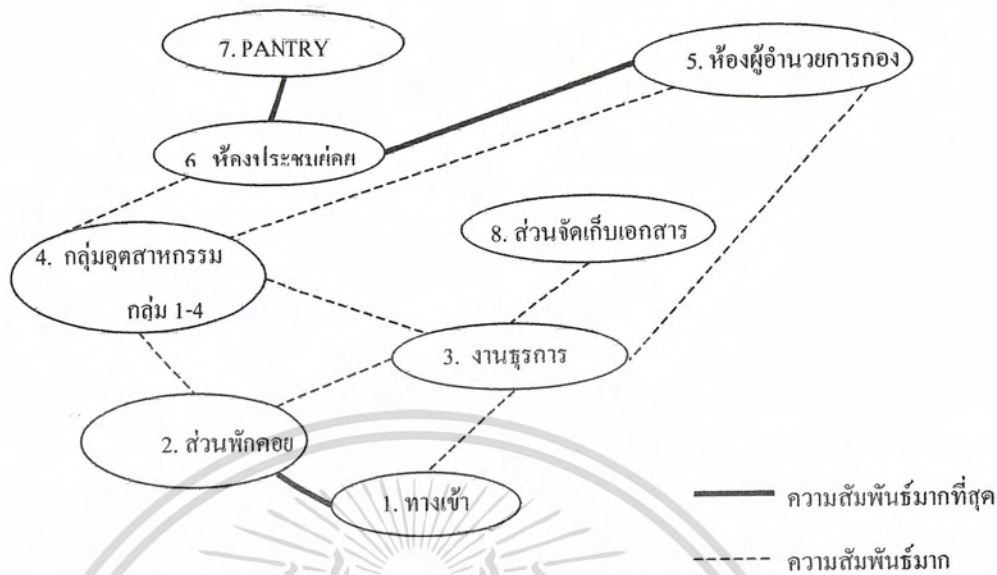 7. PANTRY
5. ห้องผู้อำนวยการกอง
6 ห้องประชุมย่อย
8. ส่วนจัดเก็บเอกสาร
4. กลุ่มอุตสาหกรรม
กลุ่ม 1-4
3. งานธุรการ
2. ส่วนพักคอย
1. ทางเข้า
ความสัมพันธ์มากที่สุด
ความสัมพันธ์มาก